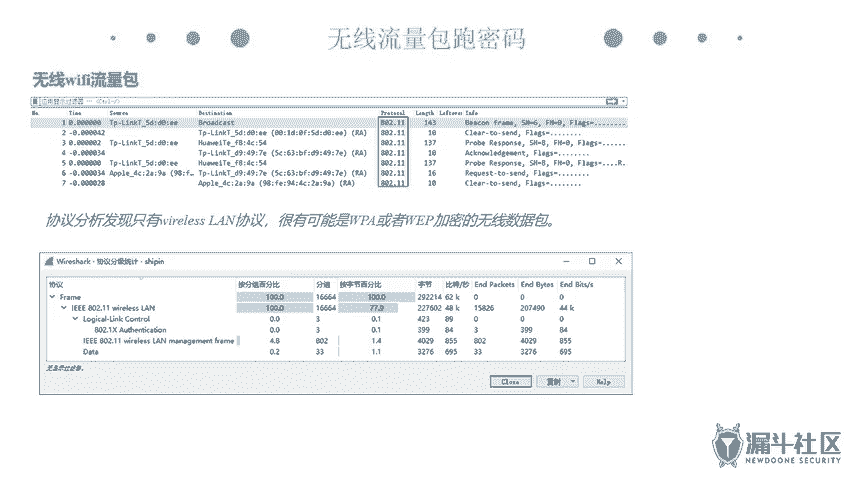 无线流量包跑密码
无线wifi流量包
No. Time Source Destination Protocol Length Info
1 0.000000 Tp-LinkT_5d:d0:ee Broadcast 802.11 143 Beacon frame, SN=6, FN=0, Flags=........
2 -0.000042 Tp-LinkT_5d:d0:ee (00:1d:0f:5d:d0:ee) (RA) 802.11 10 Clear-to-send, Flags=........
3 0.000002 Tp-LinkT_5d:d0:ee HuaweiTe_f8:4c:54 802.11 137 Probe Response, SN=8, FN=0, Flags=......
4 -0.000034 Tp-LinkT_d9:49:7e (5c:63:bf:d9:49:7e) (RA) 802.11 10 Acknowledgement, Flags=........
5 0.000000 Tp-LinkT_5d:d0:ee HuaweiTe_f8:4c:54 802.11 137 Probe Response, SN=8, FN=0, Flags=....R.
6 -0.000034 Apple_4c:2a:9a (98:f… Tp-LinkT_d9:49:7e (5c:63:bf:d9:49:7e) (RA) 802.11 16 Request-to-send, Flags=........
7 -0.000028 Apple_4c:2a:9a (98:fe:94:4c:2a:9a) (RA) 802.11 10 Clear-to-send, Flags=........
协议分析发现只有wireless LAN协议，很有可能是WPA或者WEP加密的无线数据包。
Wireshark · 协议分级统计 · shipin
协议 按分组百分比 分组 按字节百分比 字节 比特/秒 End Packets End Bytes End Bits/s
Frame 100.0 16664 100.0 292214 62 k 0 0 0
IEEE 802.11 wireless LAN 100.0 16664 77.9 227602 48 k 15826 207490 44 k
Logical-Link Control 0.0 3 0.1 423 89 0 0 0
802.1X Authentication 0.0 3 0.1 399 84 3 399 84
IEEE 802.11 wireless LAN management frame 4.8 802 1.4 4029 855 802 4029 855
Data 0.2 33 1.1 3276 695 33 3276 695
无显示过滤器。
Close 复制 Help
漏斗社区
NEWDOONE SECURITY